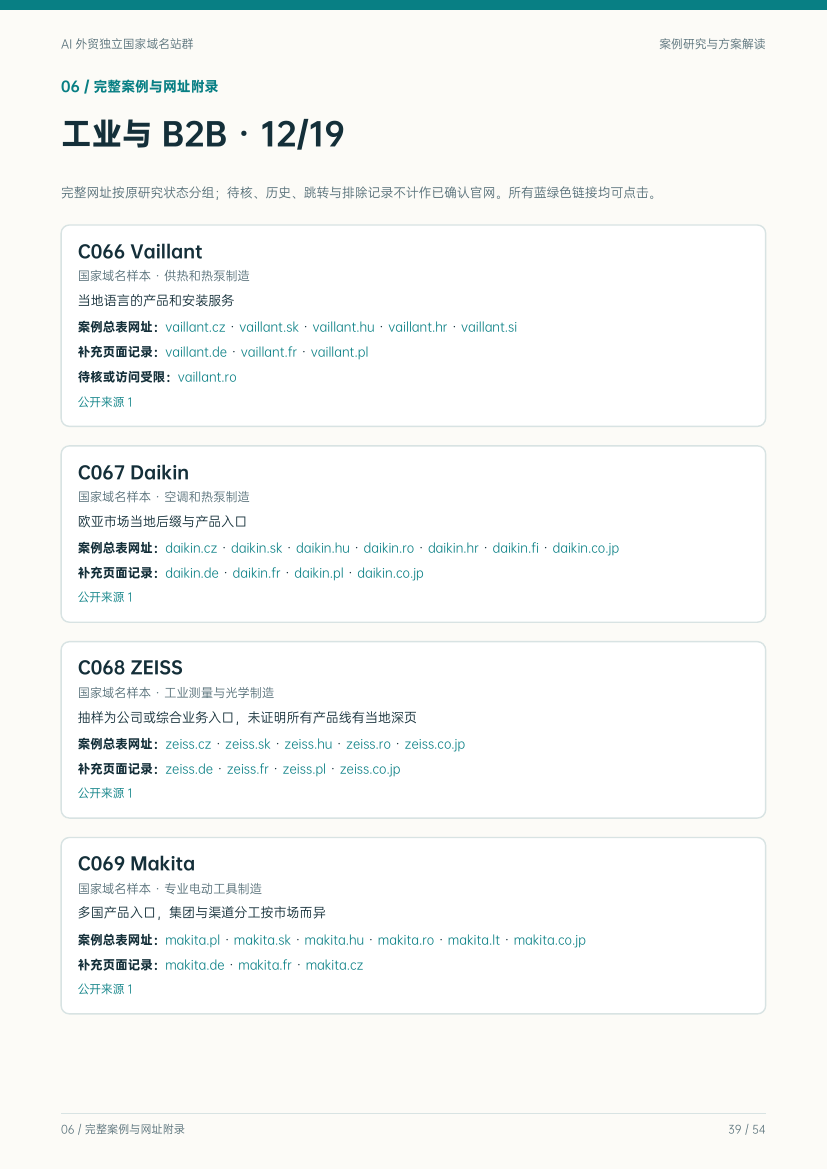 AI 外贸独立国家域名站群
案例研究与方案解读
06 / 完整案例与网址附录
工业与 B2B · 12/19
完整网址按原研究状态分组；待核、历史、跳转与排除记录不计作已确认官网。所有蓝绿色链接均可点击。
C066 Vaillant
国家域名样本 · 供热和热泵制造
当地语言的产品和安装服务
案例总表网址：vaillant.cz · vaillant.sk · vaillant.hu · vaillant.hr · vaillant.si
补充页面记录：vaillant.de · vaillant.fr · vaillant.pl
待核或访问受限：vaillant.ro
公开来源 1
C067 Daikin
国家域名样本 · 空调和热泵制造
欧亚市场当地后缀与产品入口
案例总表网址：daikin.cz · daikin.sk · daikin.hu · daikin.ro · daikin.hr · daikin.fi · daikin.co.jp
补充页面记录：daikin.de · daikin.fr · daikin.pl · daikin.co.jp
公开来源 1
C068 ZEISS
国家域名样本 · 工业测量与光学制造
抽样为公司或综合业务入口，未证明所有产品线有当地深页
案例总表网址：zeiss.cz · zeiss.sk · zeiss.hu · zeiss.ro · zeiss.co.jp
补充页面记录：zeiss.de · zeiss.fr · zeiss.pl · zeiss.co.jp
公开来源 1
C069 Makita
国家域名样本 · 专业电动工具制造
多国产品入口，集团与渠道分工按市场而异
案例总表网址：makita.pl · makita.sk · makita.hu · makita.ro · makita.lt · makita.co.jp
补充页面记录：makita.de · makita.fr · makita.cz
公开来源 1
06 / 完整案例与网址附录
39 / 54